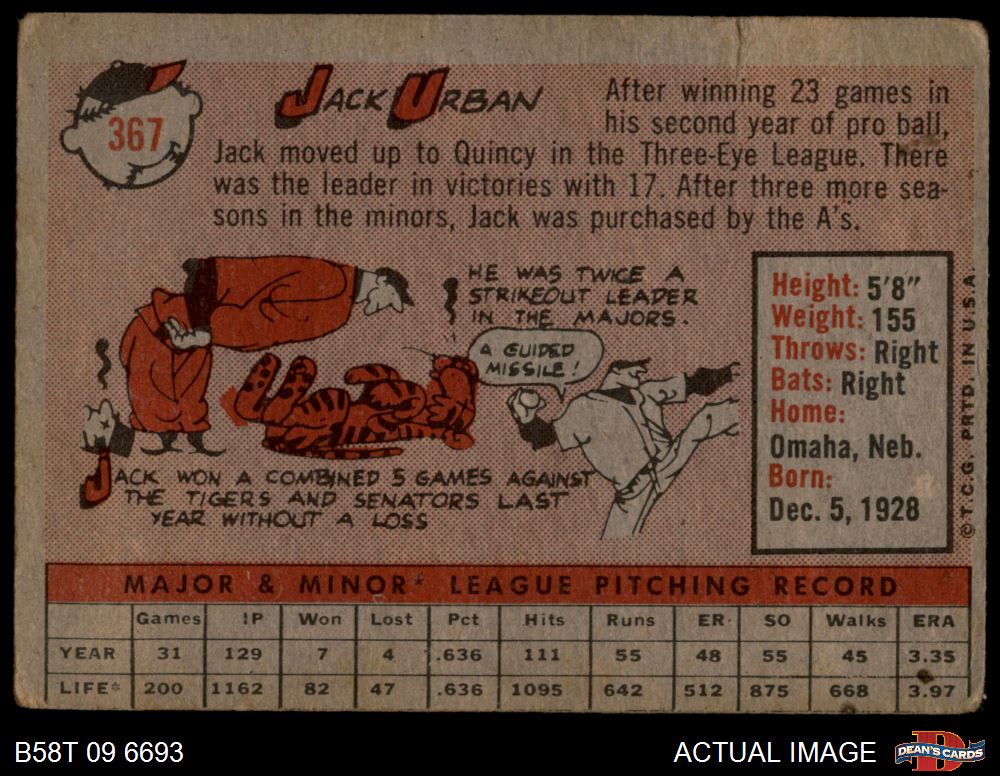 367
JACK URBAN
After winning 23 games in
his second year of pro ball,
Jack moved up to Quincy in the Three-Eye League. There
was the leader in victories with 17. After three more sea-
sons in the minors, Jack was purchased by the A's.
HE WAS TWICE A
STRIKEOUT LEADER
IN THE MAJORS.
A GUIDED
MISSILE!
JACK WON A COMBINED 5 GAMES AGAINST
THE TIGERS AND SENATORS LAST
YEAR WITHOUT A LOSS
Height: 5'8"
Weight: 155
Throws: Right
Bats: Right
Home:
Omaha, Neb.
Born:
Dec. 5, 1928
© T.C.G. PRTD. IN U.S.A.
MAJOR & MINOR* LEAGUE PITCHING RECORD
Games IP Won Lost Pct Hits Runs ER SO Walks ERA
YEAR 31 129 7 4 .636 111 55 48 55 45 3.35
LIFE* 200 1162 82 47 .636 1095 642 512 875 668 3.97
B58T 09 6693
ACTUAL IMAGE
D
DEAN'S CARDS